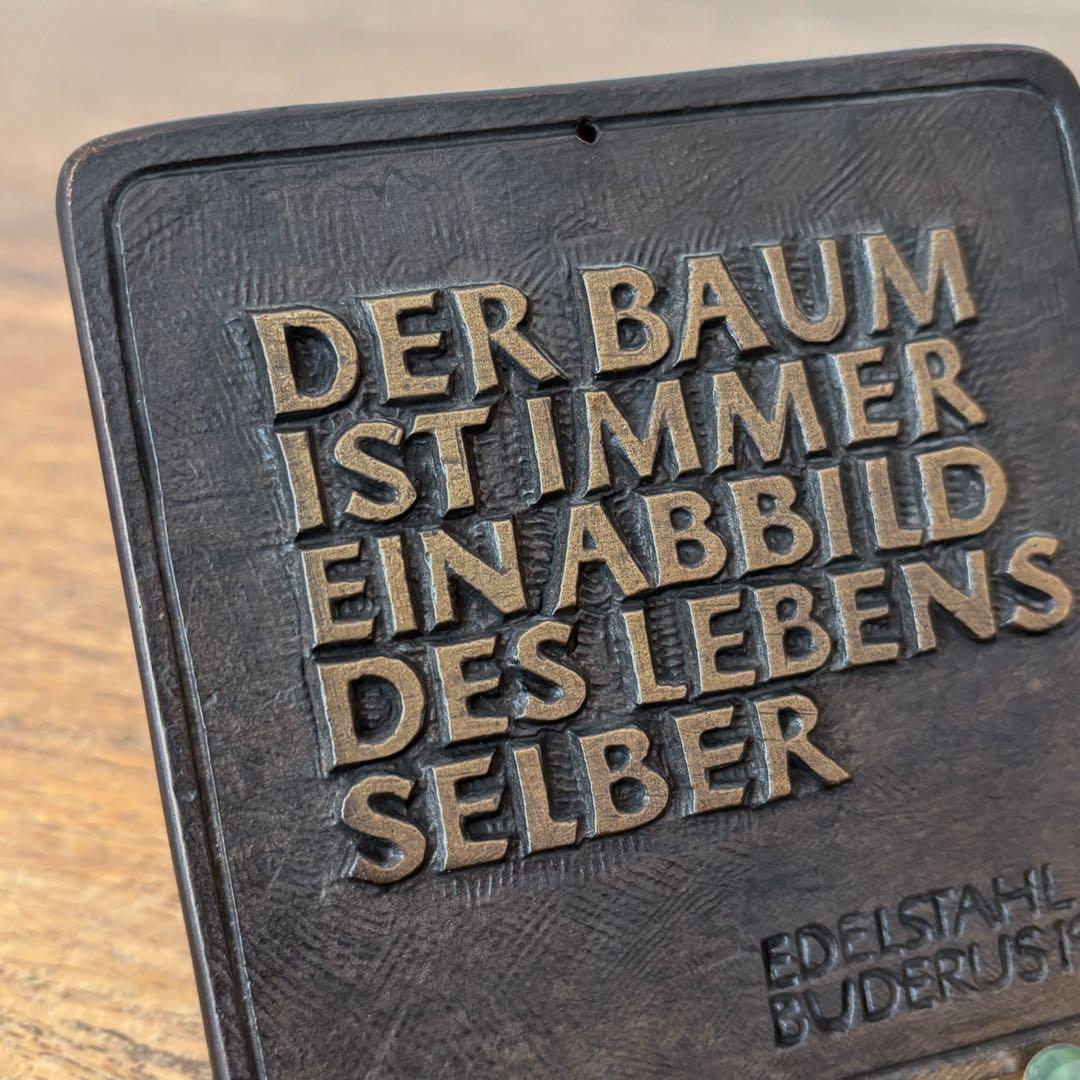 DER BAUM
IST IMMER
EIN ABBILD
DES LEBENS
SELBER
EDELSTAHL
BUDERUS